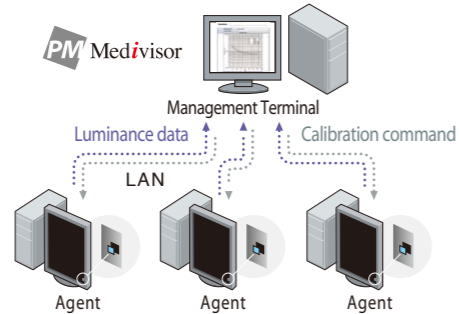 PM Medivisor
Management Terminal
Luminance data
Calibration command
LAN
Agent
Agent
Agent